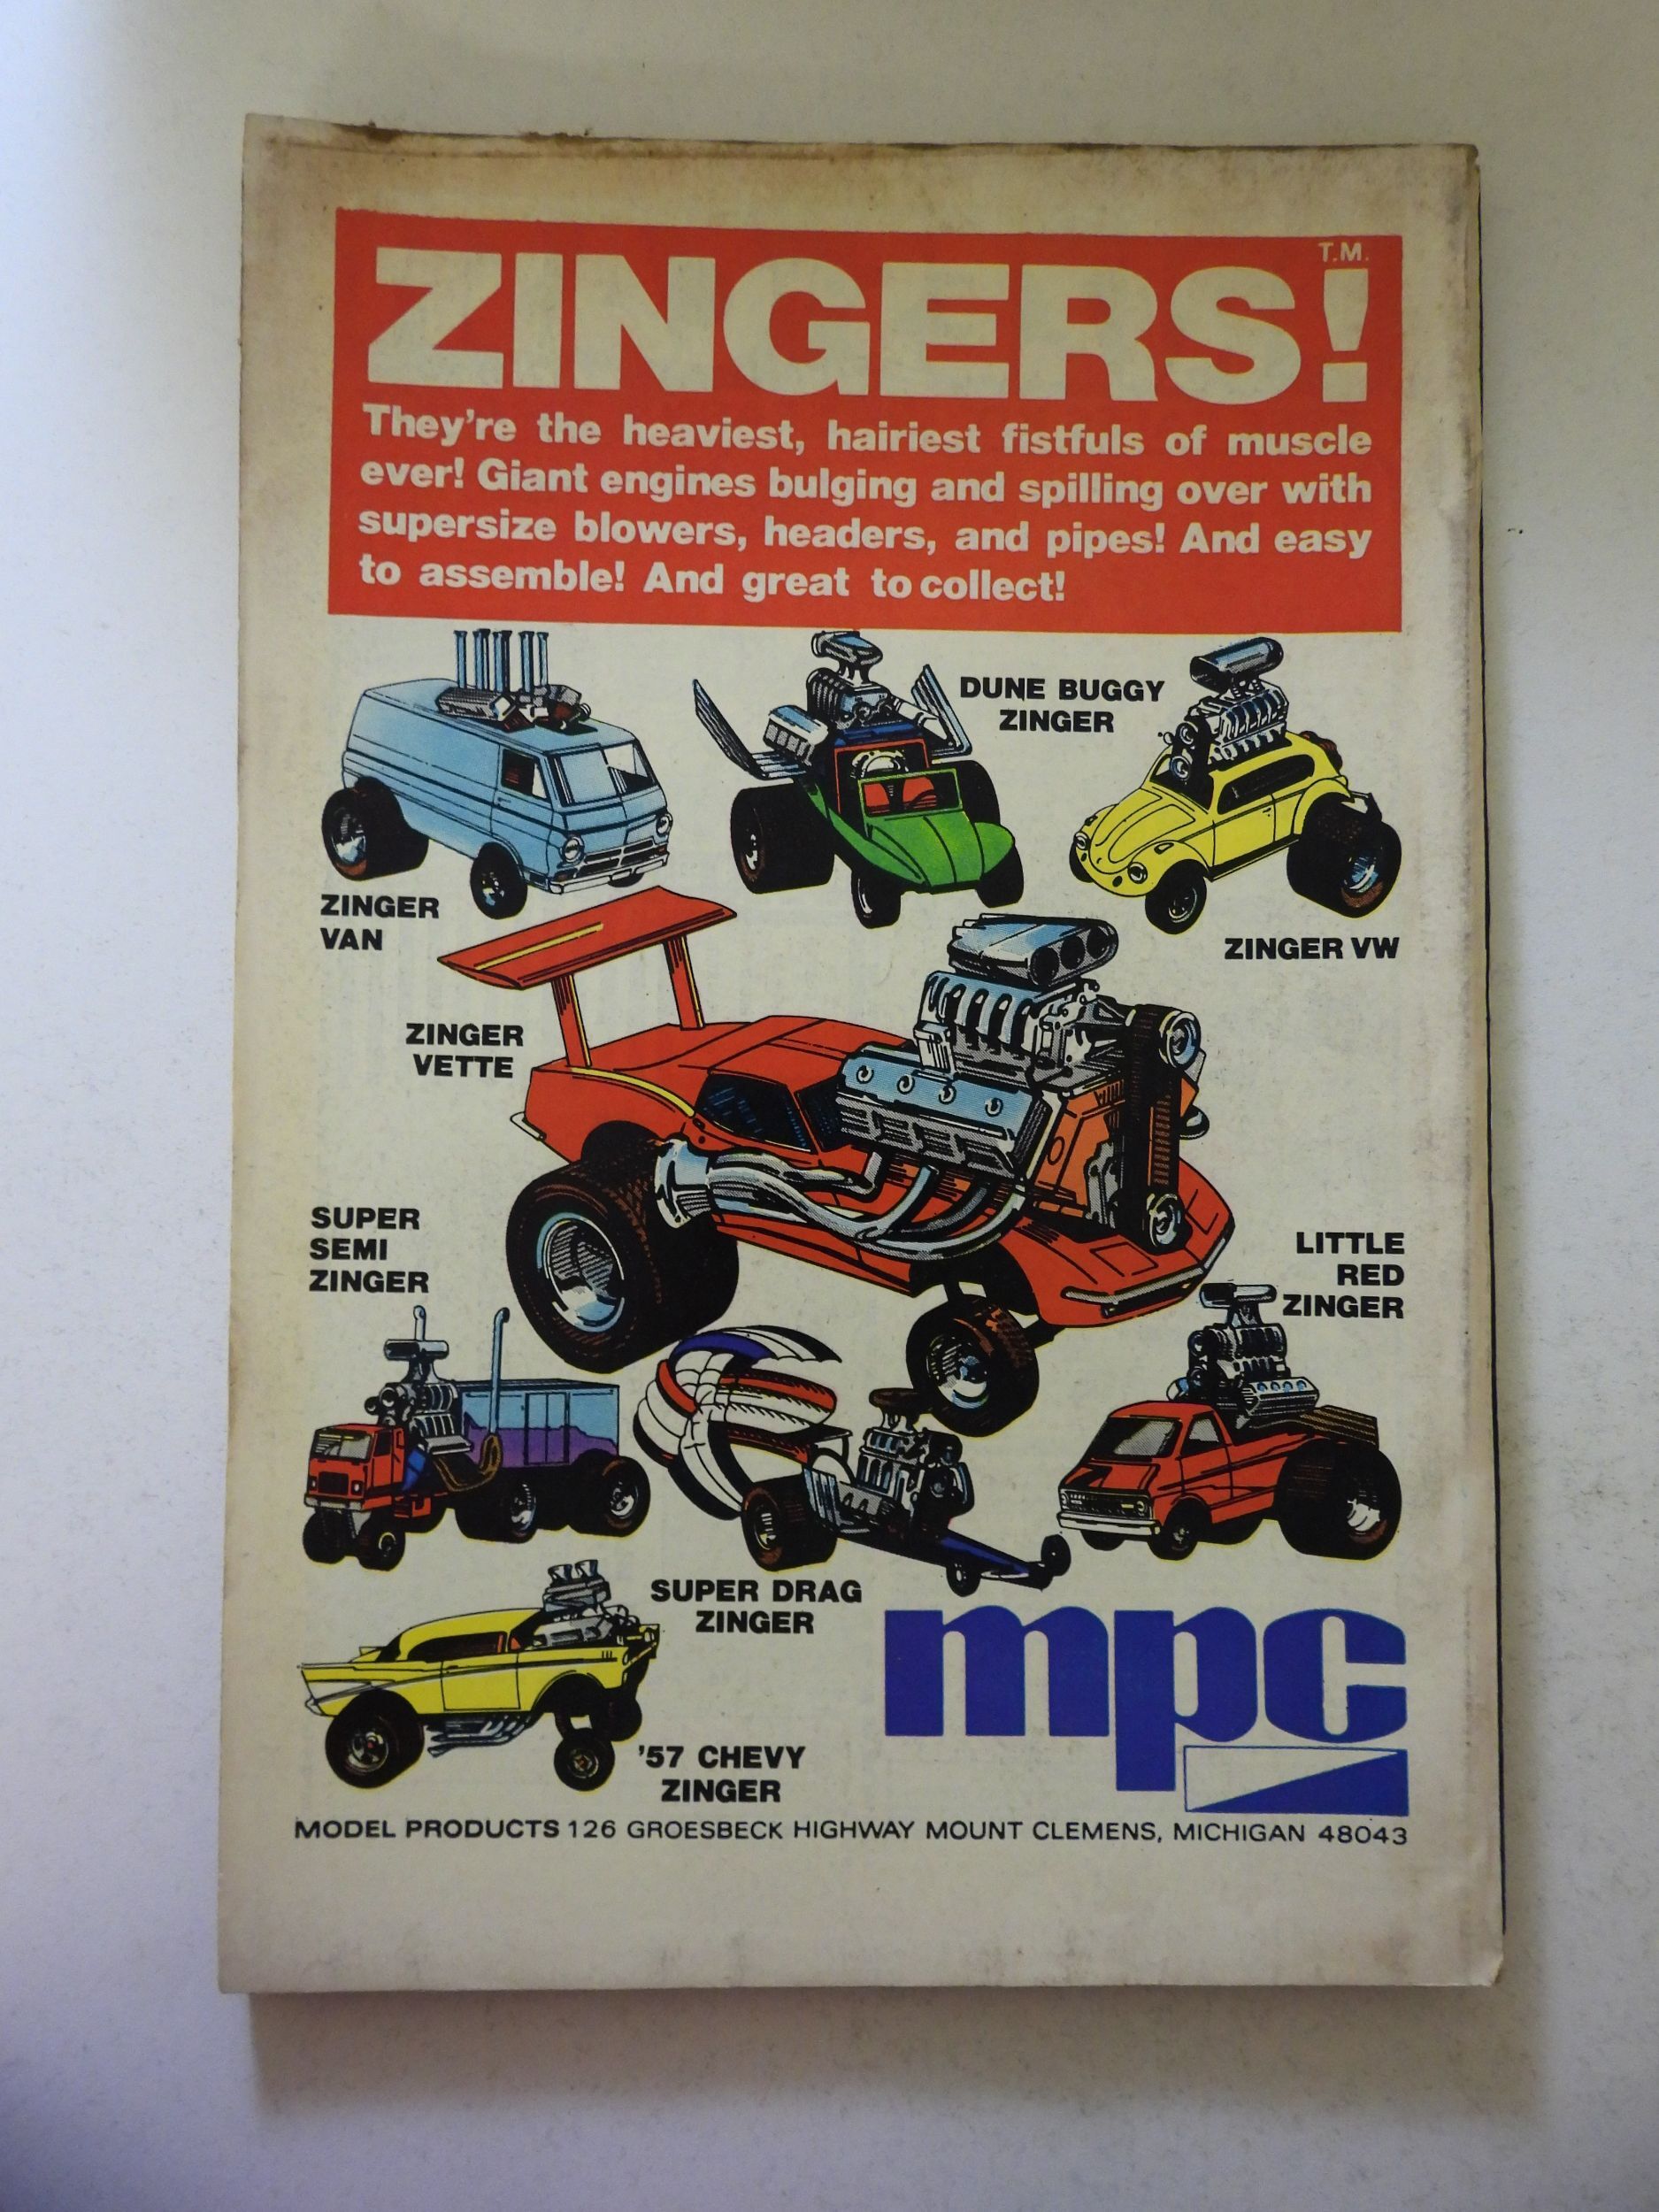 ZINGERS!
T.M.
They're the heaviest, hairiest fistfuls of muscle
ever! Giant engines bulging and spilling over with
supersize blowers, headers, and pipes! And easy
to assemble! And great to collect!
DUNE BUGGY
ZINGER
ZINGER
VAN
ZINGER VW
ZINGER
VETTE
SUPER
SEMI
ZINGER
LITTLE
RED
ZINGER
SUPER DRAG
ZINGER
'57 CHEVY
ZINGER
mpc
MODEL PRODUCTS 126 GROESBECK HIGHWAY MOUNT CLEMENS, MICHIGAN 48043